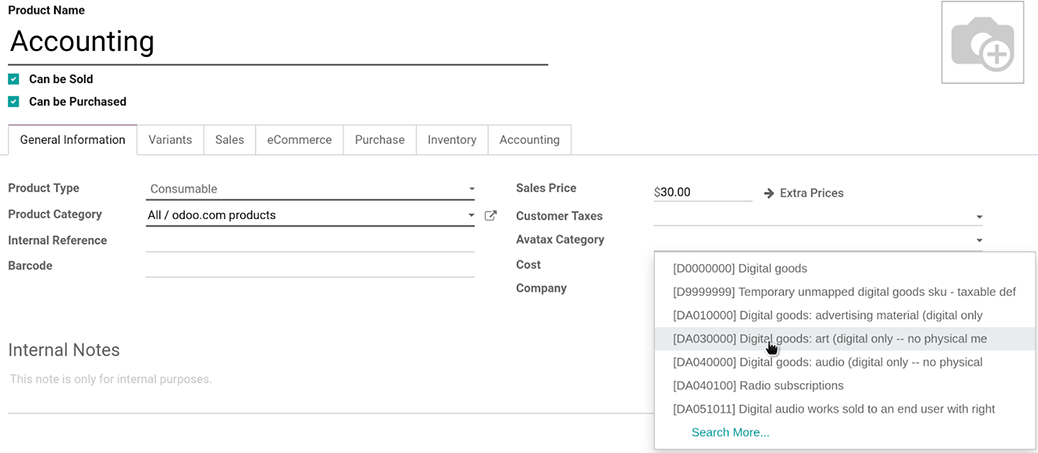 Product Name
Accounting
Can be Sold
Can be Purchased
General Information Variants Sales eCommerce Purchase Inventory Accounting
Product Type Consumable
Product Category All / odoo.com products
Internal Reference
Barcode
Sales Price $30.00 Extra Prices
Customer Taxes
Avatax Category
Cost
Company
[D0000000] Digital goods
[D9999999] Temporary unmapped digital goods sku - taxable def
[DA010000] Digital goods: advertising material (digital only
[DA030000] Digital goods: art (digital only -- no physical me
[DA040000] Digital goods: audio (digital only -- no physical
[DA040100] Radio subscriptions
[DA051011] Digital audio works sold to an end user with right
Search More...
Internal Notes
This note is only for internal purposes.